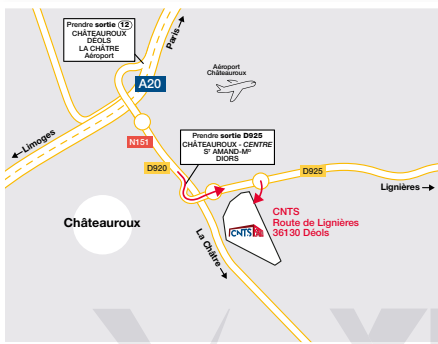 Prendre sortie 12
CHÂTEAUROUX
DÉOLS
LA CHÂTRE
Aéroport
Paris
Aéroport
Châteauroux
A20
Limoges
N151
Prendre sortie D925
CHÂTEAUROUX - CENTRE
ST AMAND-MD
DIORS
D920
D925
Lignières
Châteauroux
CNTS
Route de Lignières
36130 Déols
CNTS
La Châtre